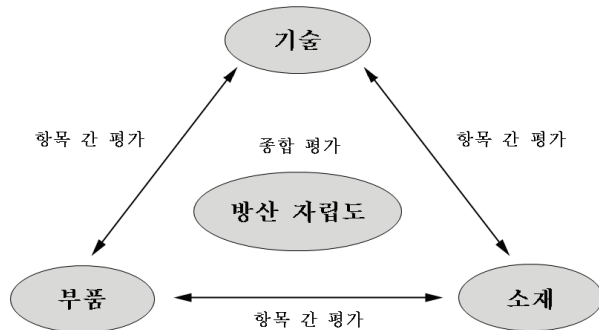 기술
항목 간 평가
항목 간 평가
종합 평가
방산 자립도
부품
소재
항목 간 평가